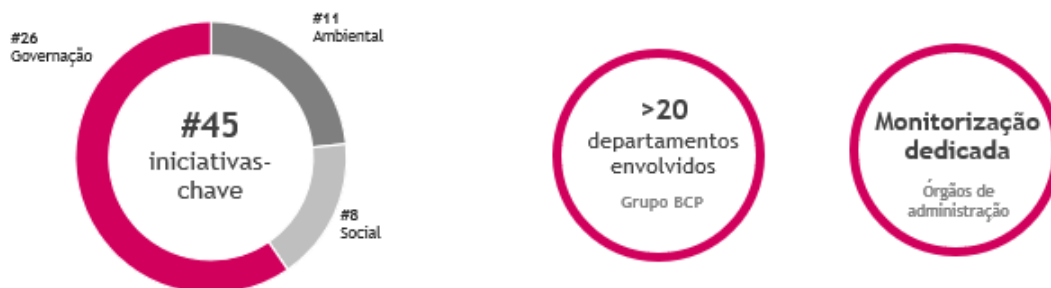 #26
Governação
#11
Ambiental
#45
iniciativas-
chave
#8
Social
>20
departamentos
envolvidos
Grupo BCP
Monitorização
dedicada
Órgãos de
administração